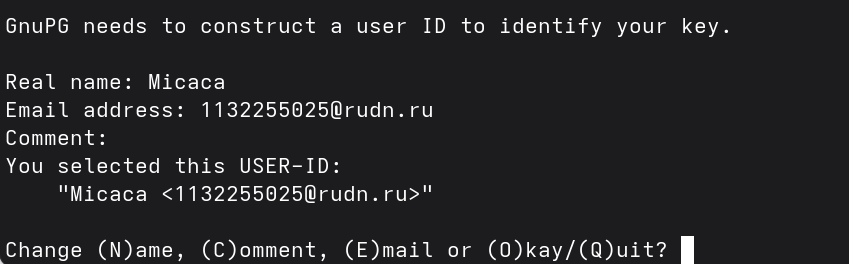 GnuPG needs to construct a user ID to identify your key.
Real name: Micaca
Email address: 1132255025@rudn.ru
Comment:
You selected this USER-ID:
"Micaca <1132255025@rudn.ru>"
Change (N)ame, (C)omment, (E)mail or (O)kay/(Q)uit?